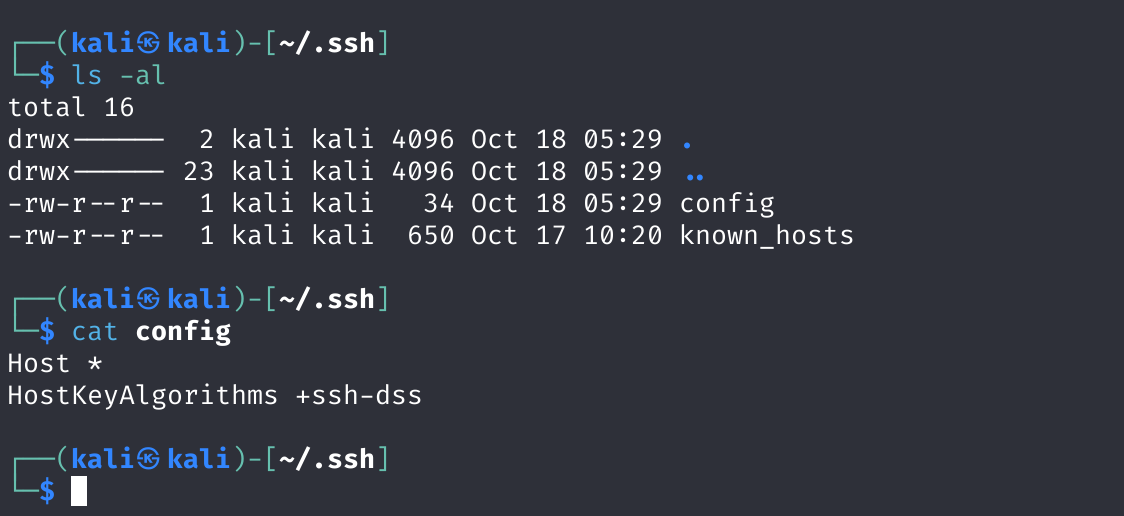 ┌──(kali㉿kali)-[~/.ssh]
└─$ ls -al
total 16
drwx------  2 kali kali 4096 Oct 18 05:29 .
drwx------ 23 kali kali 4096 Oct 18 05:29 ..
-rw-r--r--  1 kali kali   34 Oct 18 05:29 config
-rw-r--r--  1 kali kali  650 Oct 17 10:20 known_hosts
┌──(kali㉿kali)-[~/.ssh]
└─$ cat config
Host *
HostKeyAlgorithms +ssh-dss
┌──(kali㉿kali)-[~/.ssh]
└─$